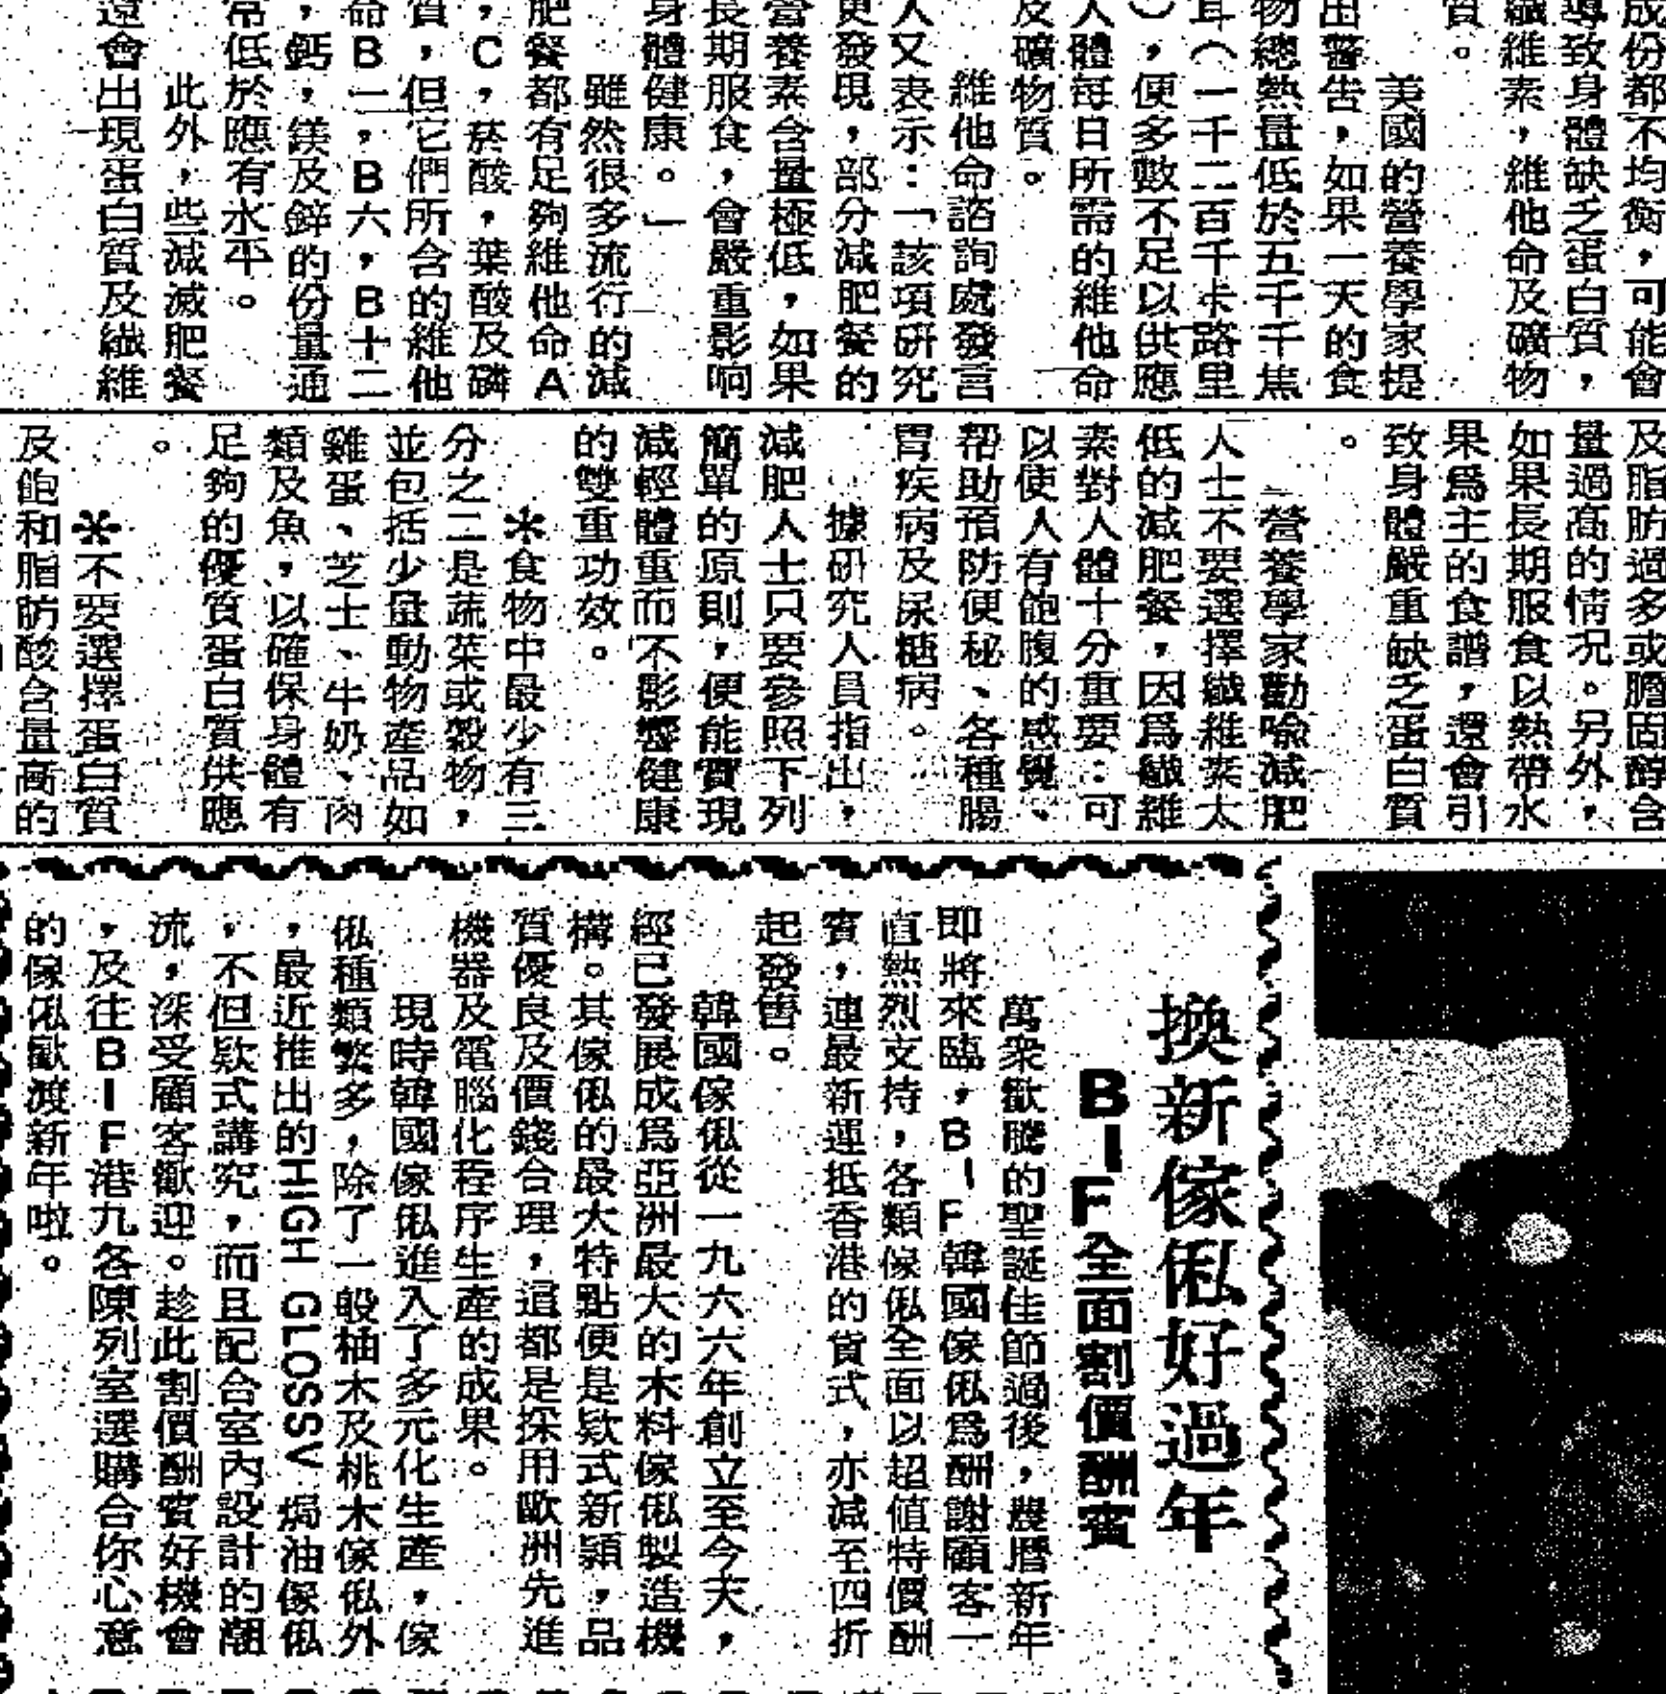 成份都不均衡，可能會
導致身體缺乏蛋白質，
纖維素，維他命及礦物
質。
美國的營養學家提
出警告，如果一天的食
物總熱量低於五千千焦
耳（一千二百千卡路里
），便多數不足以供應
人體每日所需的維他命
及礦物質。
維他命諮詢處發言
人又表示：「該項研究
更發現，部分減肥餐的
營養素含量極低，如果
長期服食，會嚴重影响
身體健康。」
雖然很多流行的減
肥餐都有足夠維他命A
，C，菸酸，葉酸及磷
質，但它們所含的維他
命B一，B六，B十二
，鈣，鎂及鋅的份量通
常低於應有水平。
此外，些減減肥餐
還會出現蛋白質及纖維
及脂肪過多或膽固醇含
量過高的情况。另外，
如果長期服食以熱帶水
果爲主的食譜，還會引
致身體嚴重缺乏蛋白質
。
營養學家勸喻減肥
人士不要選擇纖維素太
低的減肥餐，因爲纖維
素對人體十分重要：可
以使人有飽腹的感覺、
帮助預防便秘、各種腸
胃疾病及尿糖病。
據研究人員指出，
減肥人士只要參照下列
簡單的原則，便能實現
減輕體重而不影響健康
的雙重功效。
＊食物中最少有三
分之二是蔬菜或穀物，
並包括少量動物產品如
雞蛋、芝士、牛奶、肉
類及魚，以確保身體有
足夠的優質蛋白質供應
。
＊不要選擇蛋白質
及飽和脂肪酸含量高的
換新傢俬好過年
BIF全面割價酬賓
萬衆歡騰的聖誕佳節過後，農曆新年
即將來臨，BIF韓國傢俬爲酬謝顧客一
直熱烈支持，各類傢俬全面以超值特價酬
賓，連最新運抵香港的貨式，亦減至四折
起發售。
韓國傢俬從一九六六年創立至今天，
經已發展成爲亞洲最大的木料傢俬製造機
構。其傢俬的最大特點便是欵式新穎，品
質優良及價錢合理，這都是採用歐洲先進
機器及電腦化程序生產的成果。
現時韓國傢俬進入了多元化生產，傢
俬種類繁多，除了一般柚木及桃木傢俬外
，最近推出的HIGH GLOSSY 焗油傢俬
，不但欵式講究，而且配合室內設計的潮
流，深受顧客歡迎。趁此割價酬賓好機會
，及往BIF港九各陳列室選購合你心意
的傢俬歡渡新年啦。